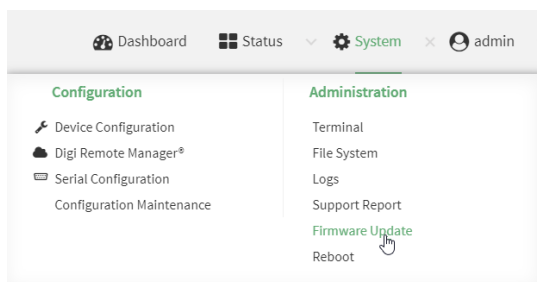 Dashboard Status System admin
Configuration
Device Configuration
Digi Remote Manager®
Serial Configuration
Configuration Maintenance
Administration
Terminal
File System
Logs
Support Report
Firmware Update
Reboot